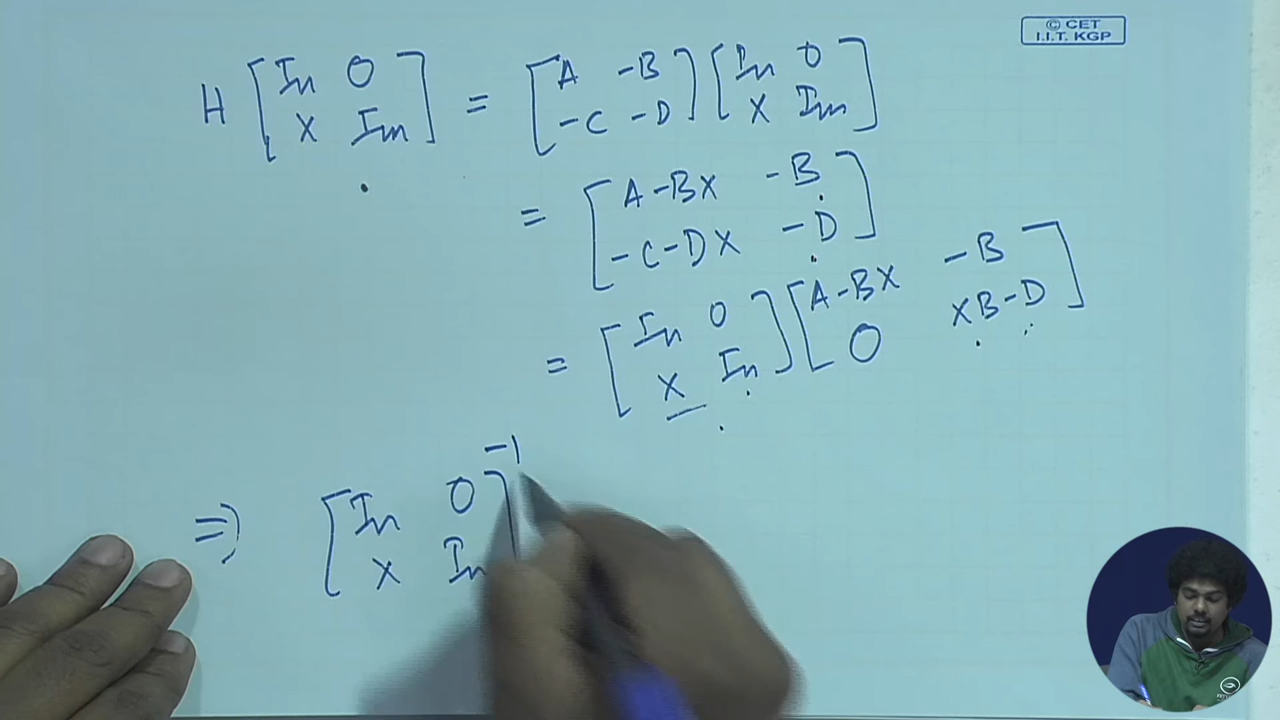 © CET
I.I.T. KGP
H [ In 0 ; X Im ] = [ A -B ; -C -D ] [ In 0 ; X Im ]
= [ A-BX -B ; -C-DX -D ]
= [ In 0 ; X In ] [ A-BX -B ; 0 XB-D ]
⇒ [ In 0 ; X In ]-1